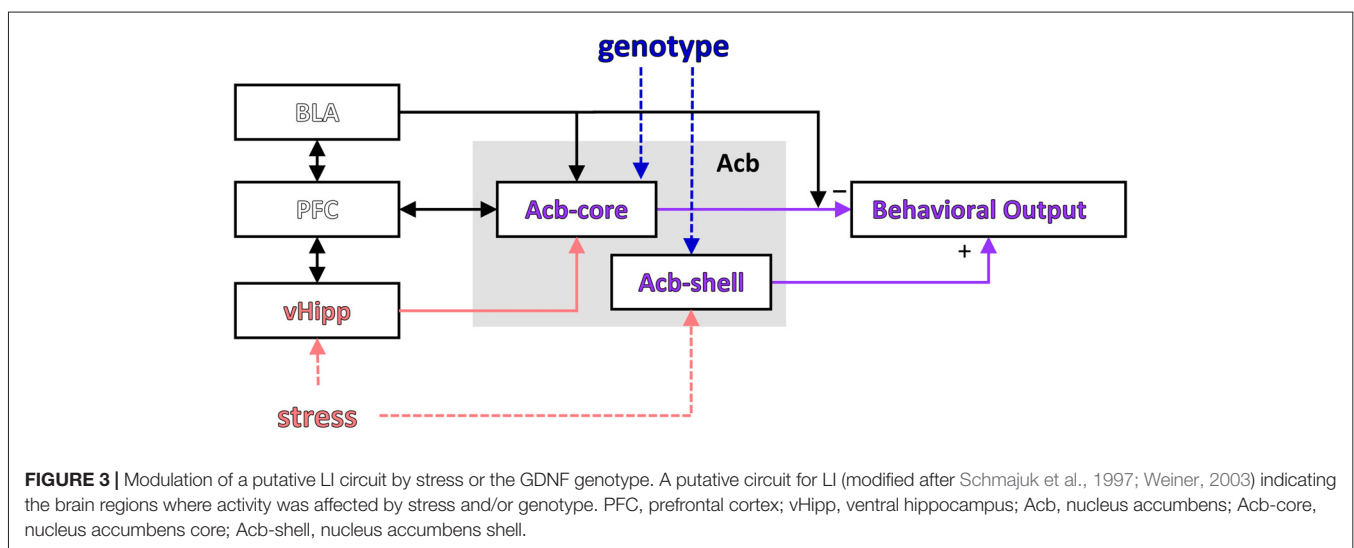 genotype
BLA
Acb
PFC
Acb-core
−
Behavioral Output
+
Acb-shell
vHipp
stress
FIGURE 3 | Modulation of a putative LI circuit by stress or the GDNF genotype. A putative circuit for LI (modified after Schmajuk et al., 1997; Weiner, 2003) indicating
the brain regions where activity was affected by stress and/or genotype. PFC, prefrontal cortex; vHipp, ventral hippocampus; Acb, nucleus accumbens; Acb-core,
nucleus accumbens core; Acb-shell, nucleus accumbens shell.